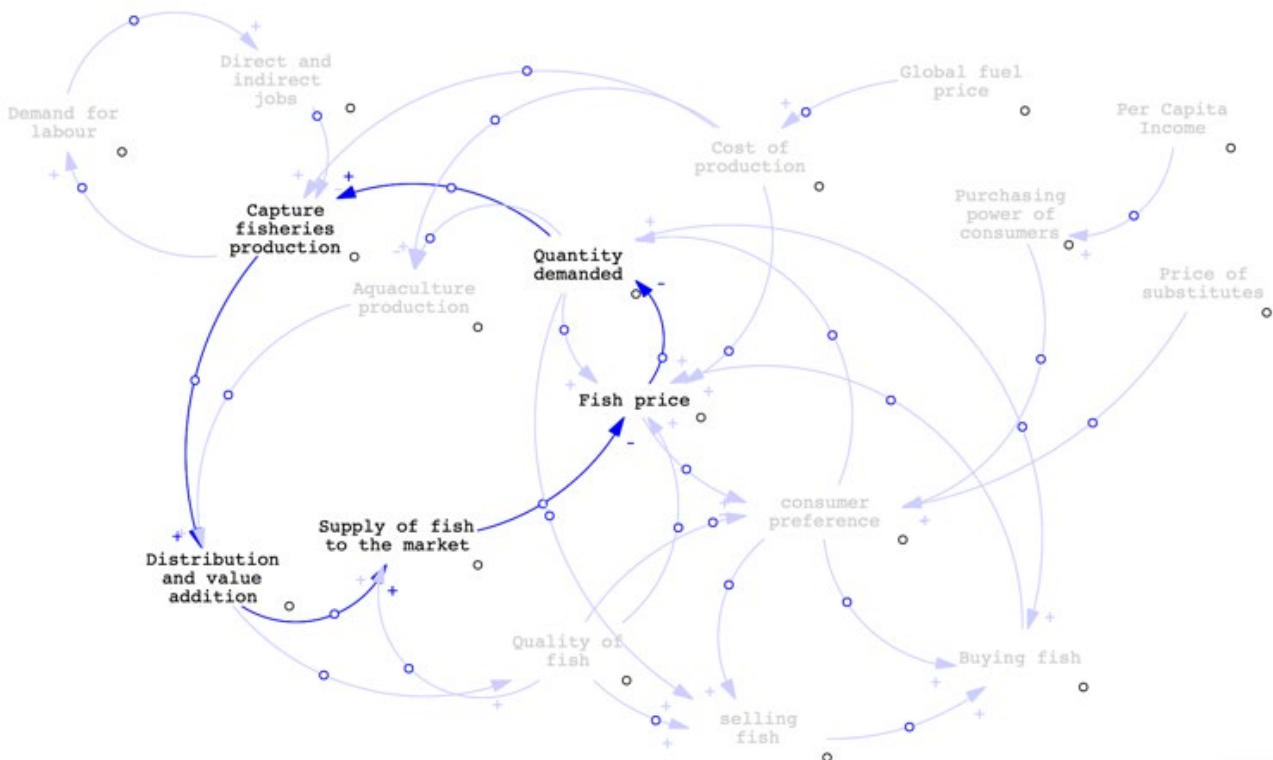 Direct and
indirect
jobs
Demand for
labour
Global fuel
price
Per Capita
Income
Cost of
production
Purchasing
power of
consumers
Capture
fisheries
production
Quantity
demanded
Aquaculture
production
Price of
substitutes
Fish price
consumer
preference
Supply of fish
to the market
Distribution
and value
addition
Quality of
fish
Buying fish
selling
fish